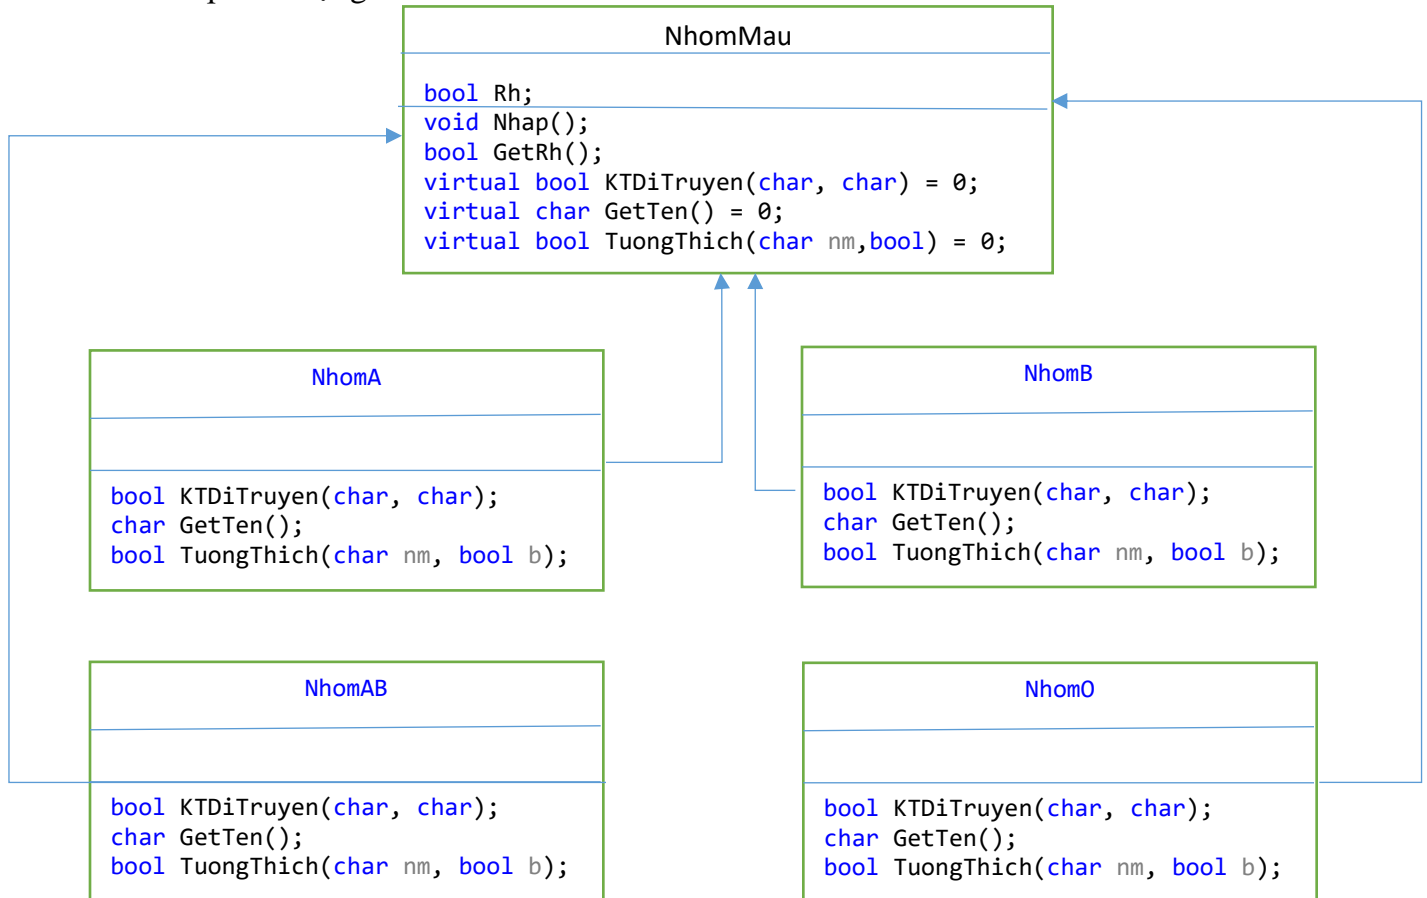 NhomMau
bool Rh;
void Nhap();
bool GetRh();
virtual bool KTDiTruyen(char, char) = 0;
virtual char GetTen() = 0;
virtual bool TuongThich(char nm,bool) = 0;
NhomA
bool KTDiTruyen(char, char);
char GetTen();
bool TuongThich(char nm, bool b);
NhomB
bool KTDiTruyen(char, char);
char GetTen();
bool TuongThich(char nm, bool b);
NhomAB
bool KTDiTruyen(char, char);
char GetTen();
bool TuongThich(char nm, bool b);
NhomO
bool KTDiTruyen(char, char);
char GetTen();
bool TuongThich(char nm, bool b);